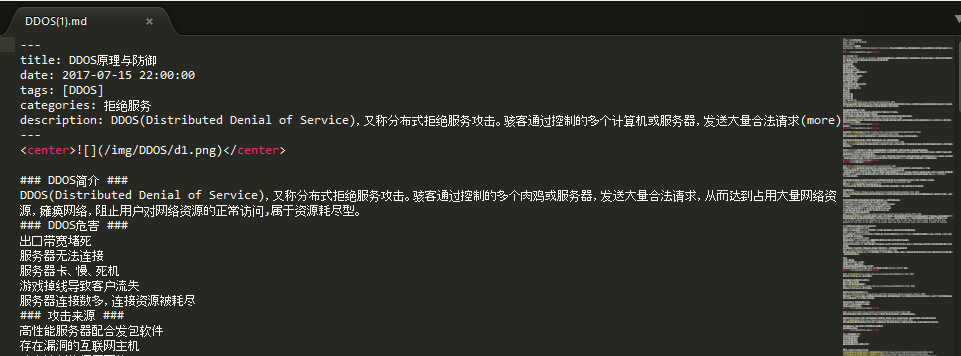 DDOS(1).md
---
title: DDOS原理与防御
date: 2017-07-15 22:00:00
tags: [DDOS]
categories: 拒绝服务
description: DDOS(Distributed Denial of Service), 又称分布式拒绝服务攻击。骇客通过控制的多个计算机或服务器, 发送大量合法请求(more)
---
<center>![](/img/DDOS/d1.png)</center>
### DDOS简介 ###
DDOS(Distributed Denial of Service), 又称分布式拒绝服务攻击。骇客通过控制的多个肉鸡或服务器, 发送大量合法请求, 从而达到占用大量网络资
源, 瘫痪网络, 阻止用户对网络资源的正常访问,属于资源耗尽型。
### DDOS危害 ###
出口带宽堵死
服务器无法连接
服务器卡、慢、死机
游戏掉线导致客户流失
服务器连接数多, 连接资源被耗尽
### 攻击来源 ###
高性能服务器配合发包软件
存在漏洞的互联网主机